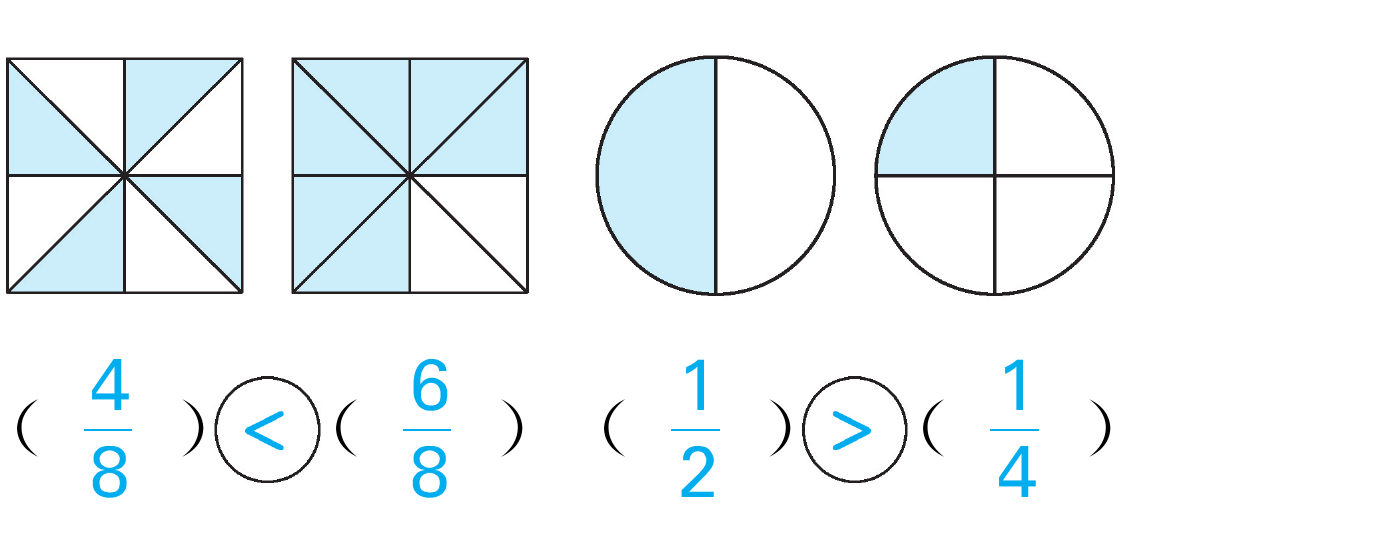 ( 4/8 ) < ( 6/8 ) ( 1/2 ) > ( 1/4 )